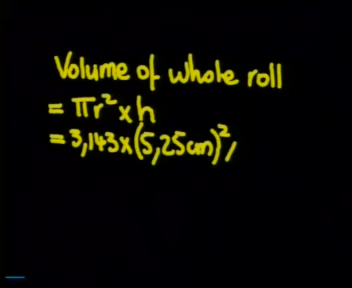 Volume of whole roll
= πr² x h
= 3,143 x (5,25cm)²,